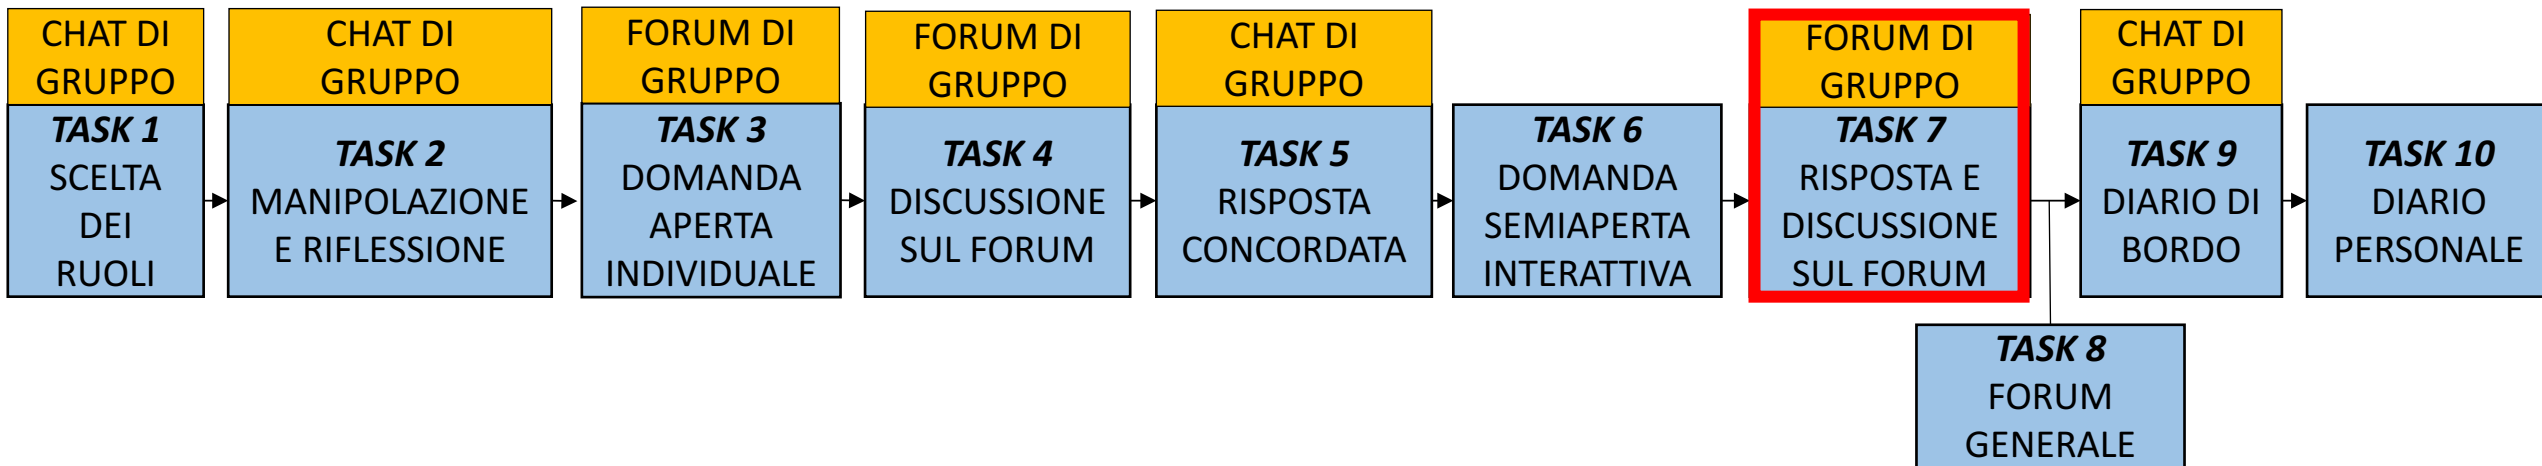 CHAT DI
GRUPPO
TASK 1
SCELTA
DEI
RUOLI
CHAT DI
GRUPPO
TASK 2
MANIPOLAZIONE
E RIFLESSIONE
FORUM DI
GRUPPO
TASK 3
DOMANDA
APERTA
INDIVIDUALE
FORUM DI
GRUPPO
TASK 4
DISCUSSIONE
SUL FORUM
CHAT DI
GRUPPO
TASK 5
RISPOSTA
CONCORDATA
TASK 6
DOMANDA
SEMIAPERTA
INTERATTIVA
FORUM DI
GRUPPO
TASK 7
RISPOSTA E
DISCUSSIONE
SUL FORUM
TASK 8
FORUM
GENERALE
CHAT DI
GRUPPO
TASK 9
DIARIO DI
BORDO
TASK 10
DIARIO
PERSONALE